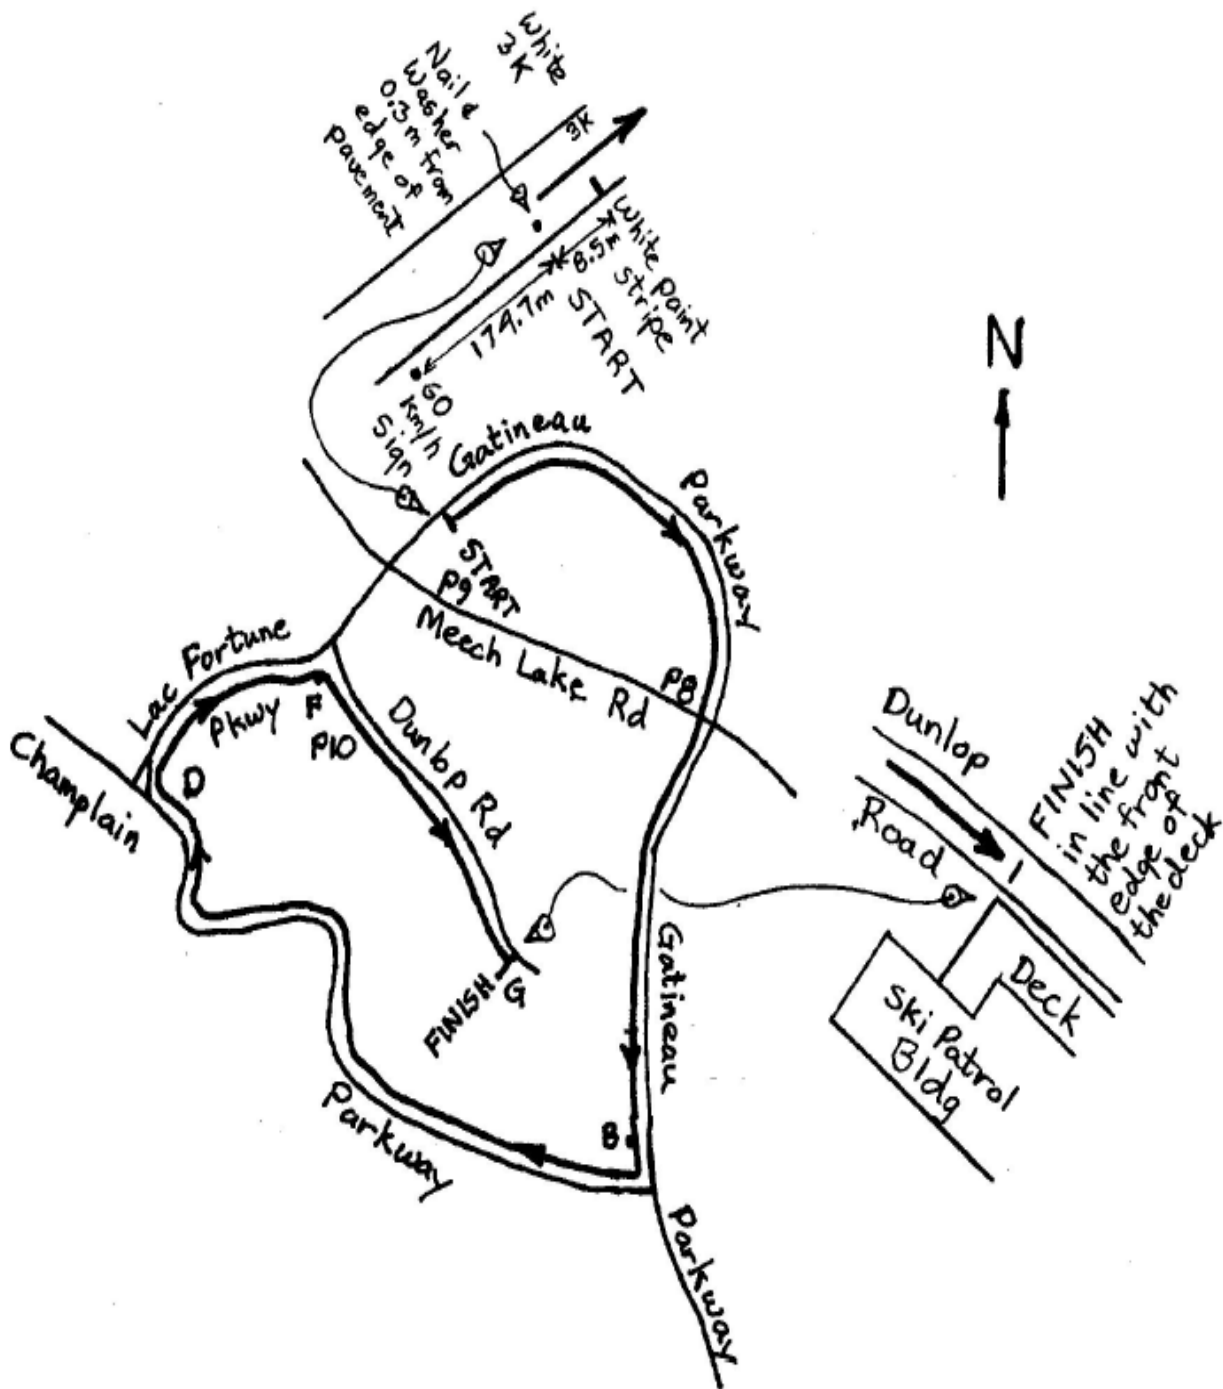 White
3K
Nail &
Washer
0.3m from
edge of
pavement
3K
White paint
stripe
8.5m
START
174.7m
60
km/h
Sign
N
Gatineau
Parkway
START
P9
Meech Lake Rd
P8
Lac Fortune
Pkwy
F
P10
Dunlop Rd
D
Champlain
Parkway
FINISH
G
Gatineau
B
Parkway
Dunlop
Road
FINISH
in line with
the front
edge of
the deck
1
Deck
Ski Patrol
Bldg